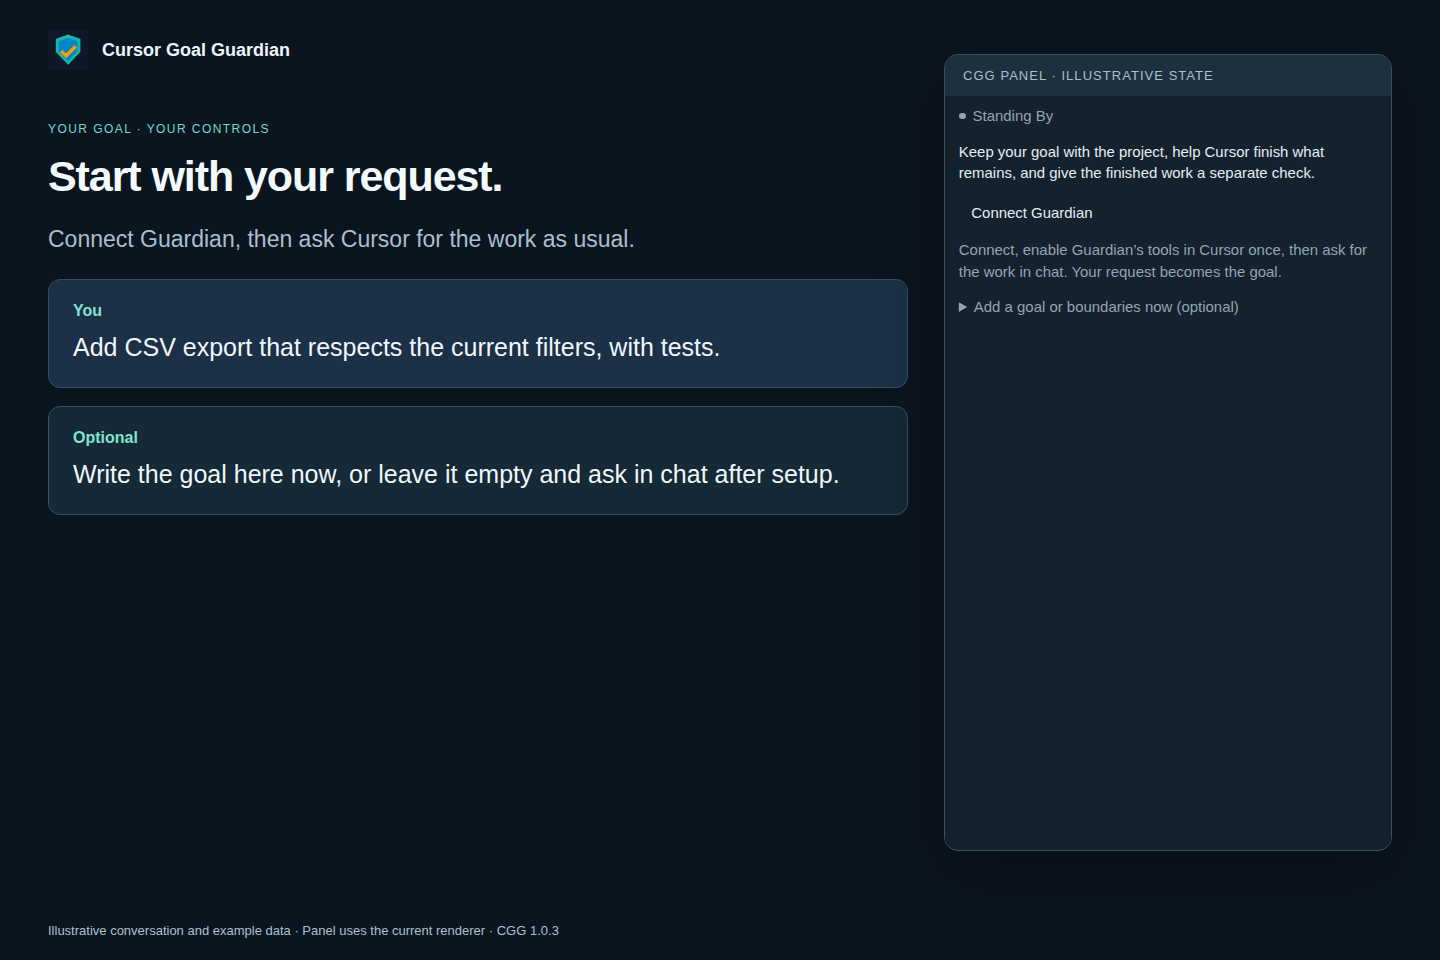 Cursor Goal Guardian
YOUR GOAL · YOUR CONTROLS
Start with your request.
Connect Guardian, then ask Cursor for the work as usual.
You
Add CSV export that respects the current filters, with tests.
Optional
Write the goal here now, or leave it empty and ask in chat after setup.
CGG PANEL · ILLUSTRATIVE STATE
Standing By
Keep your goal with the project, help Cursor finish what
remains, and give the finished work a separate check.
Connect Guardian
Connect, enable Guardian’s tools in Cursor once, then ask for
the work in chat. Your request becomes the goal.
Add a goal or boundaries now (optional)
Illustrative conversation and example data · Panel uses the current renderer · CGG 1.0.3